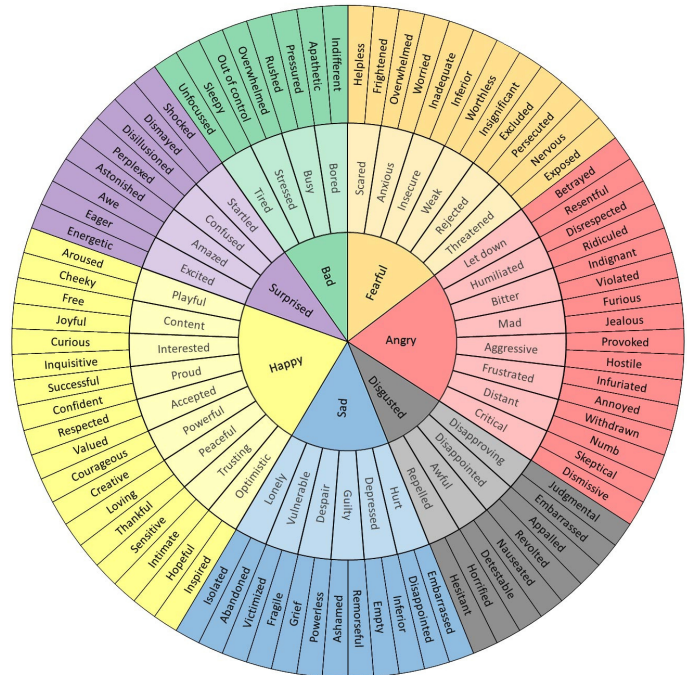 Bad
Fearful
Angry
Disgusted
Sad
Happy
Surprised
Tired
Stressed
Busy
Bored
Scared
Anxious
Insecure
Weak
Rejected
Threatened
Let down
Humiliated
Bitter
Mad
Aggressive
Frustrated
Distant
Critical
Disapproving
Disappointed
Awful
Repelled
Hurt
Depressed
Guilty
Despair
Vulnerable
Lonely
Optimistic
Trusting
Peaceful
Powerful
Accepted
Proud
Interested
Content
Playful
Excited
Amazed
Confused
Startled
Unfocussed
Sleepy
Out of control
Overwhelmed
Rushed
Pressured
Apathetic
Indifferent
Helpless
Frightened
Overwhelmed
Worried
Inadequate
Inferior
Worthless
Insignificant
Excluded
Persecuted
Nervous
Exposed
Betrayed
Resentful
Disrespected
Ridiculed
Indignant
Violated
Furious
Jealous
Provoked
Hostile
Infuriated
Annoyed
Withdrawn
Numb
Skeptical
Dismissive
Judgmental
Embarrassed
Appalled
Revolted
Nauseated
Detestable
Horrified
Hesitant
Embarrassed
Disappointed
Inferior
Empty
Remorseful
Ashamed
Powerless
Grief
Fragile
Victimized
Abandoned
Isolated
Inspired
Hopeful
Intimate
Sensitive
Thankful
Loving
Creative
Courageous
Valued
Respected
Confident
Successful
Inquisitive
Curious
Joyful
Free
Cheeky
Aroused
Energetic
Eager
Awe
Astonished
Perplexed
Disillusioned
Dismayed
Shocked